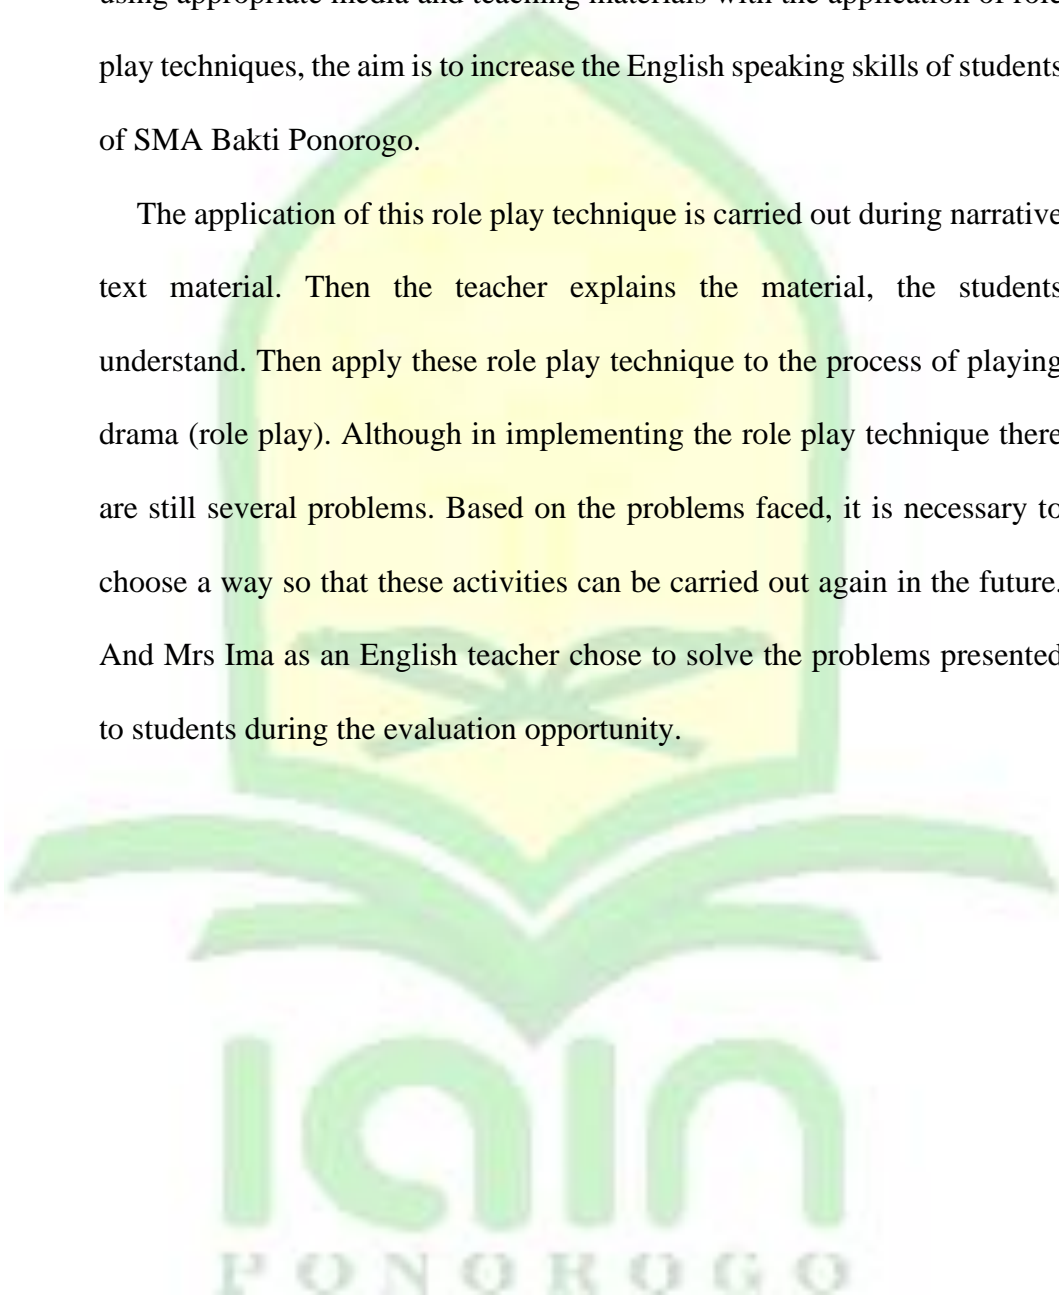 using appropriate media and teaching materials with the application of role
play techniques, the aim is to increase the English speaking skills of students
of SMA Bakti Ponorogo.
The application of this role play technique is carried out during narrative
text material. Then the teacher explains the material, the students
understand. Then apply these role play technique to the process of playing
drama (role play). Although in implementing the role play technique there
are still several problems. Based on the problems faced, it is necessary to
choose a way so that these activities can be carried out again in the future.
And Mrs Ima as an English teacher chose to solve the problems presented
to students during the evaluation opportunity.
iain
PONOROGO